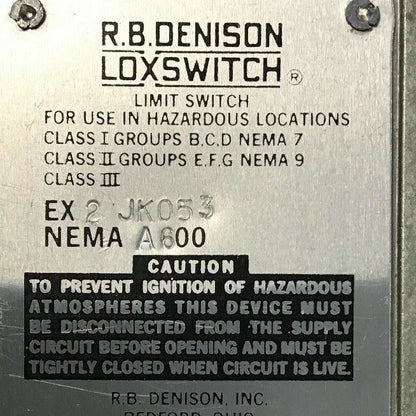 R.B.DENISON
LOXSWITCH®
LIMIT SWITCH
FOR USE IN HAZARDOUS LOCATIONS
CLASS I GROUPS B,C,D NEMA 7
CLASS II GROUPS E,F,G NEMA 9
CLASS III
EX 2 JK053
NEMA A600
CAUTION
TO PREVENT IGNITION OF HAZARDOUS
ATMOSPHERES THIS DEVICE MUST
BE DISCONNECTED FROM THE SUPPLY
CIRCUIT BEFORE OPENING AND MUST BE
TIGHTLY CLOSED WHEN CIRCUIT IS LIVE.
R.B. DENISON, INC.
BEDFORD, OHIO